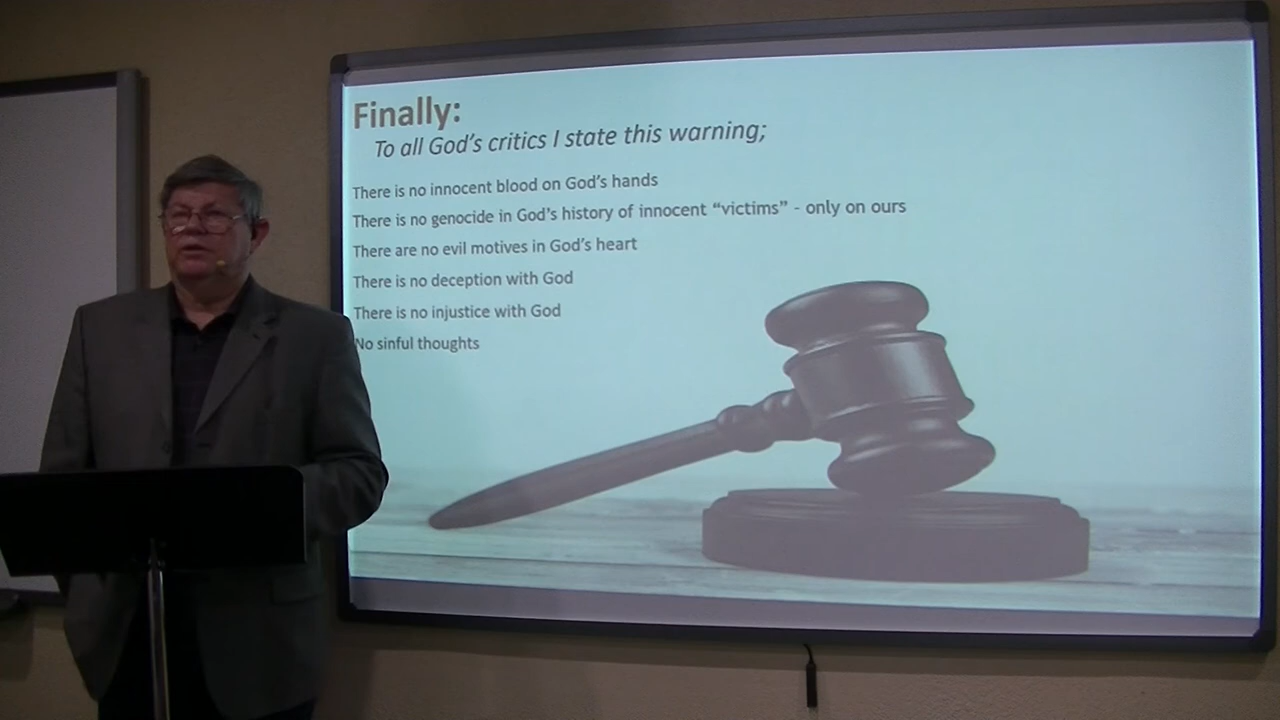 Finally:
To all God's critics I state this warning;
There is no innocent blood on God's hands
There is no genocide in God's history of innocent “victims” - only on ours
There are no evil motives in God's heart
There is no deception with God
There is no injustice with God
No sinful thoughts